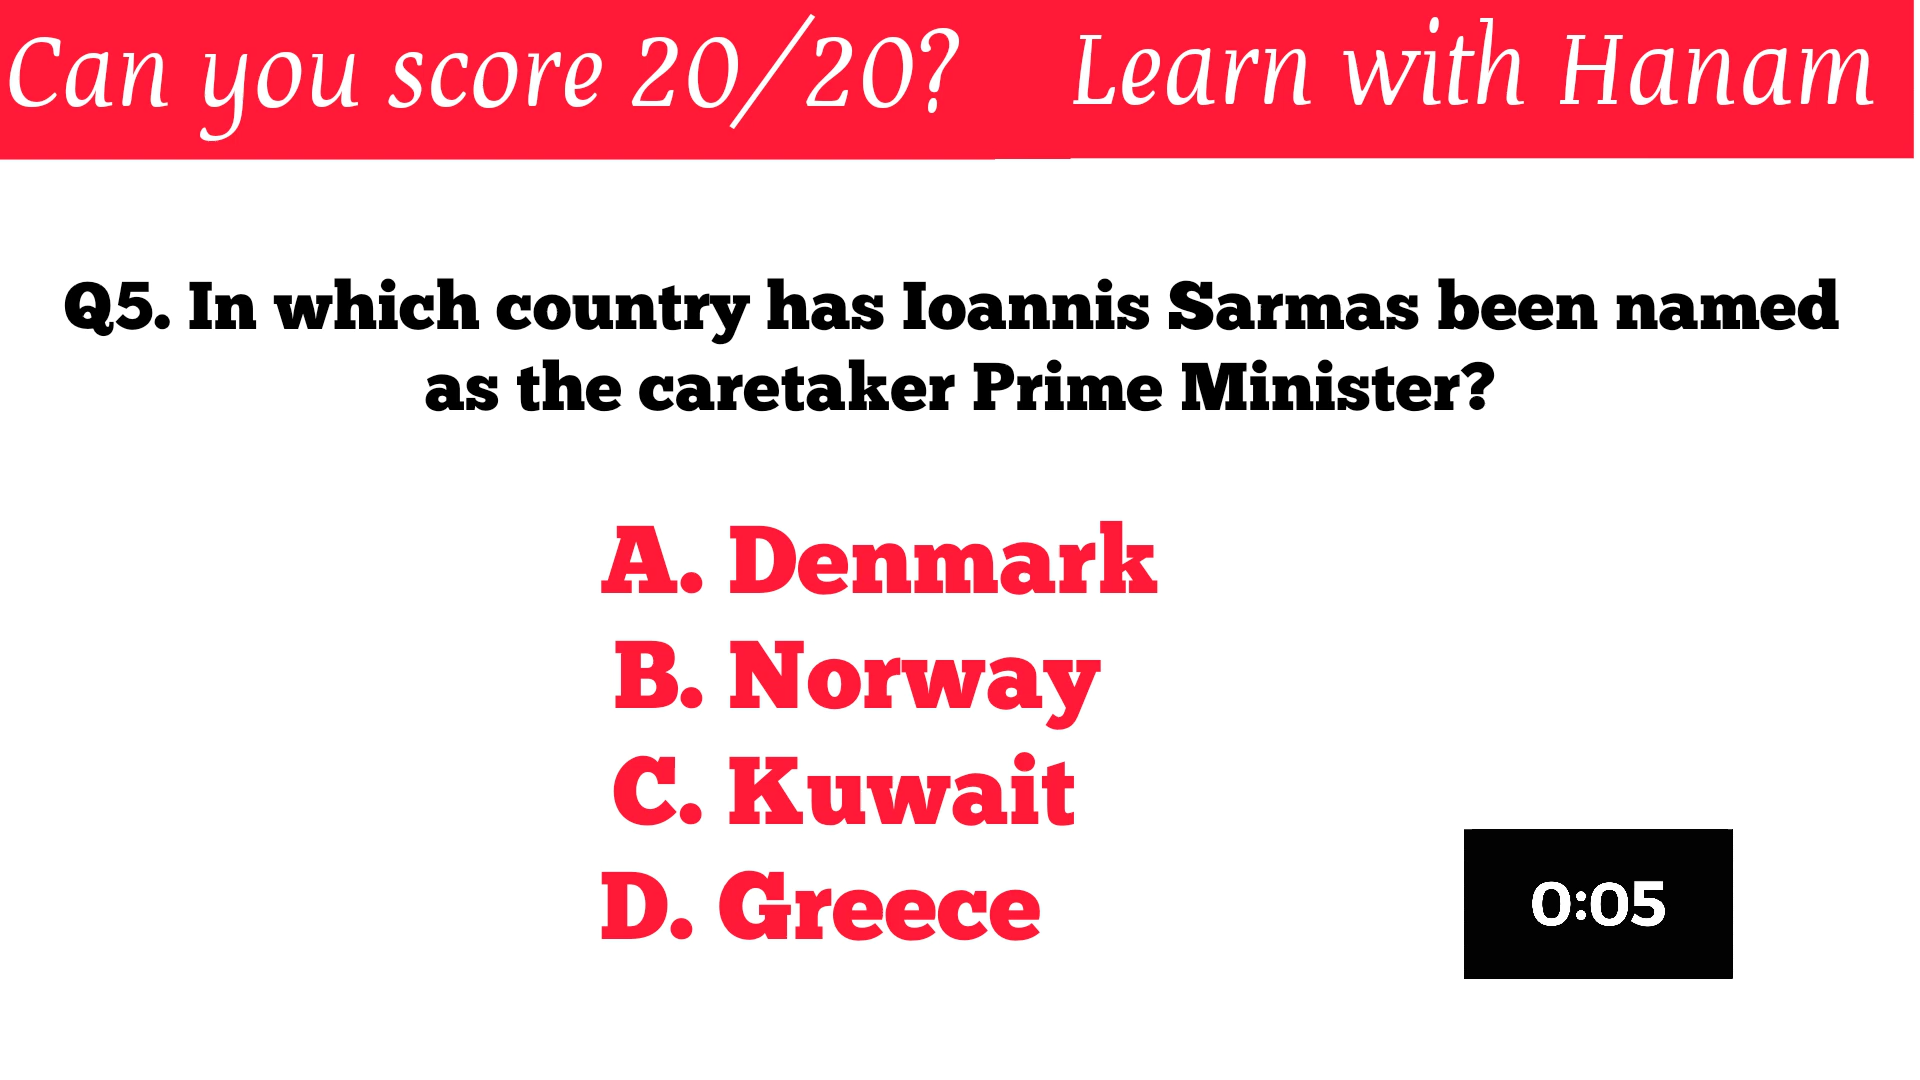 Can you score 20/20? Learn with Hanam
Q5. In which country has Ioannis Sarmas been named
as the caretaker Prime Minister?
A. Denmark
B. Norway
C. Kuwait
D. Greece
0:05